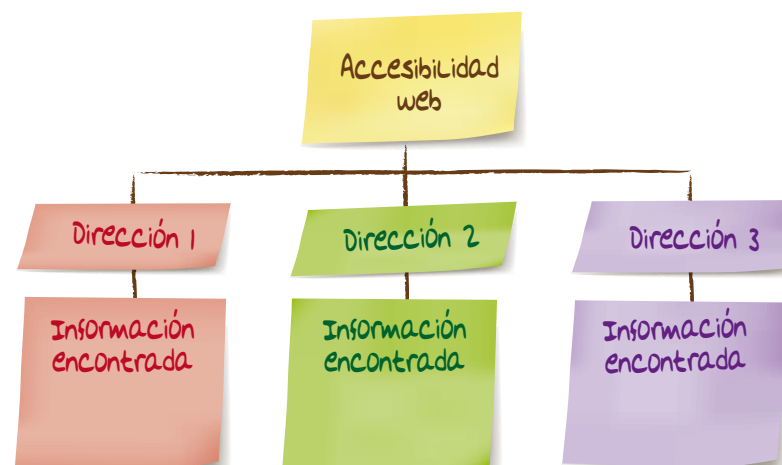 Accesibilidad
web
Dirección 1
Dirección 2
Dirección 3
Información
encontrada
Información
encontrada
Información
encontrada